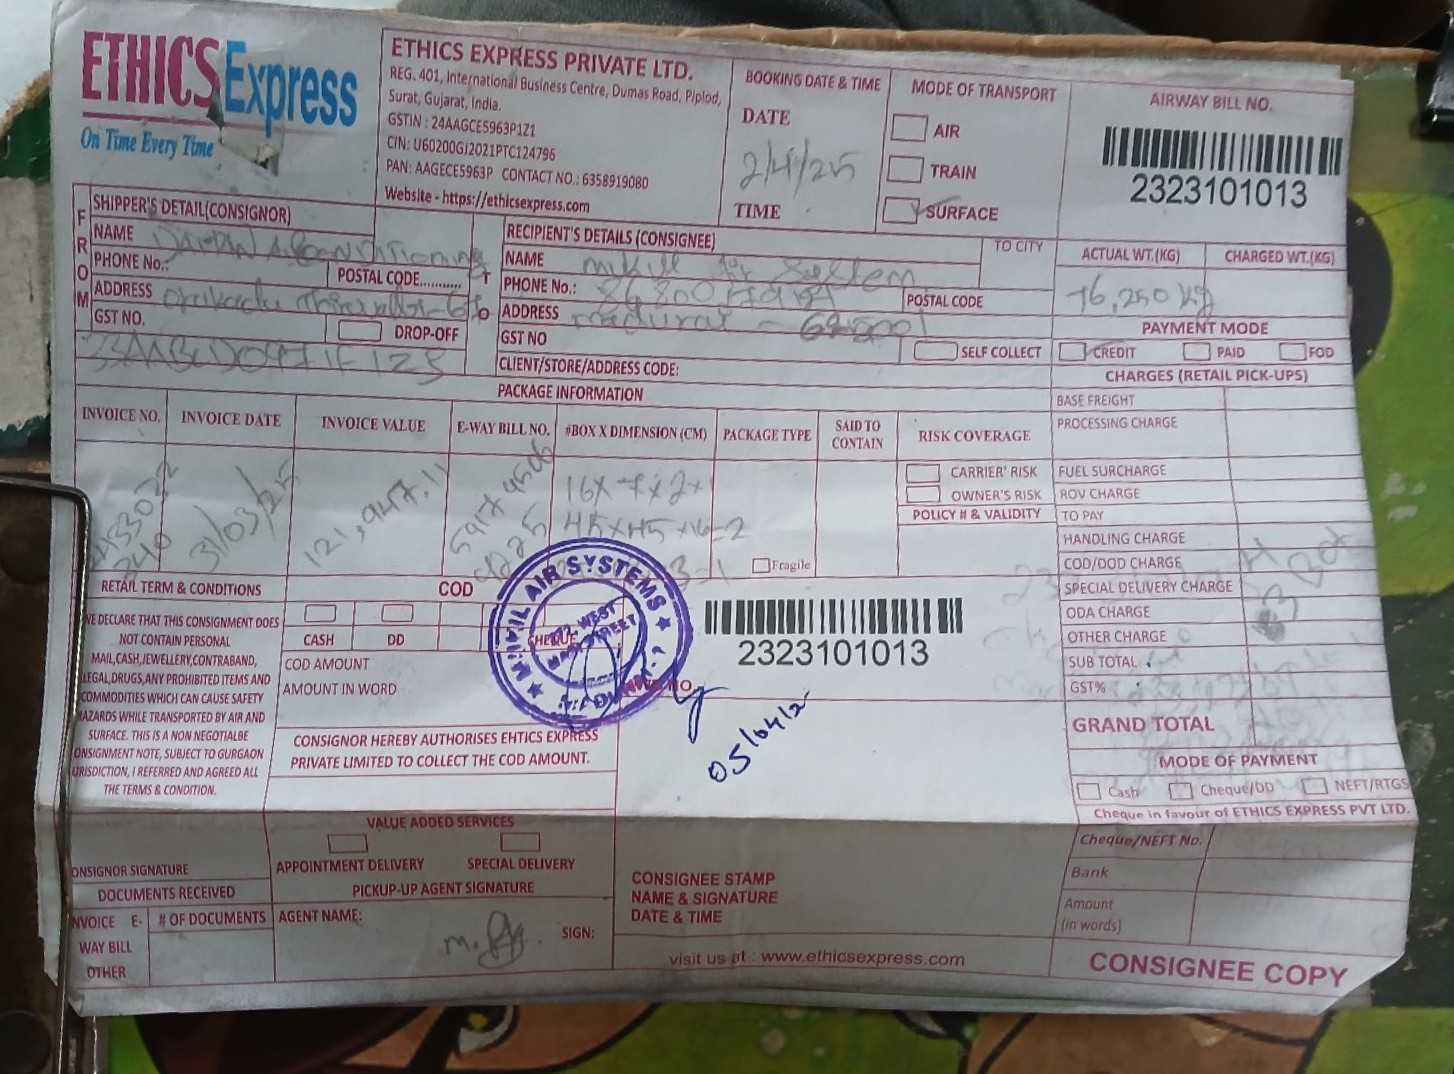 ETHICS Express
On Time Every Time
ETHICS EXPRESS PRIVATE LTD.
REG. 401, International Business Centre, Dumas Road, Piplod,
Surat, Gujarat, India.
GSTIN : 24AAGCE5963P1Z1
CIN: U60200GJ2021PTC124796
PAN: AAGECE5963P CONTACT NO.: 6358919080
Website - https://ethicsexpress.com
BOOKING DATE & TIME
DATE
2/4/25
TIME
MODE OF TRANSPORT
AIR
TRAIN
SURFACE
AIRWAY BILL NO.
2323101013
FROM
SHIPPER'S DETAIL(CONSIGNOR)
NAME
PHONE No.:
POSTAL CODE..........
ADDRESS
GST NO.
DROP-OFF
TO
RECIPIENT'S DETAILS (CONSIGNEE)
TO CITY
NAME
PHONE No.:
POSTAL CODE
ADDRESS madurai - 625001
GST NO
SELF COLLECT
CLIENT/STORE/ADDRESS CODE:
ACTUAL WT.(KG)
CHARGED WT.(KG)
76,250 kg
PAYMENT MODE
CREDIT
PAID
FOD
CHARGES (RETAIL PICK-UPS)
PACKAGE INFORMATION
INVOICE NO.
INVOICE DATE
INVOICE VALUE
E-WAY BILL NO.
#BOX X DIMENSION (CM)
PACKAGE TYPE
SAID TO CONTAIN
RISK COVERAGE
31/03/25
121,947.11
45x45x16-2
Fragile
CARRIER' RISK
OWNER'S RISK
POLICY # & VALIDITY
BASE FREIGHT
PROCESSING CHARGE
FUEL SURCHARGE
ROV CHARGE
TO PAY
HANDLING CHARGE
COD/DOD CHARGE
SPECIAL DELIVERY CHARGE
ODA CHARGE
OTHER CHARGE
SUB TOTAL
GST%
GRAND TOTAL
MODE OF PAYMENT
Cash
Cheque/DD
NEFT/RTGS
Cheque in favour of ETHICS EXPRESS PVT LTD.
Cheque/NEFT No.
Bank
Amount
(in words)
RETAIL TERM & CONDITIONS
WE DECLARE THAT THIS CONSIGNMENT DOES
NOT CONTAIN PERSONAL
MAIL,CASH,JEWELLERY,CONTRABAND,
LEGAL,DRUGS,ANY PROHIBITED ITEMS AND
COMMODITIES WHICH CAN CAUSE SAFETY
HAZARDS WHILE TRANSPORTED BY AIR AND
SURFACE. THIS IS A NON NEGOTIALBE
ONSIGNMENT NOTE, SUBJECT TO GURGAON
URISDICTION, I REFERRED AND AGREED ALL
THE TERMS & CONDITION.
COD
CASH
DD
CHEQUE
COD AMOUNT
AMOUNT IN WORD
CONSIGNOR HEREBY AUTHORISES EHTICS EXPRESS
PRIVATE LIMITED TO COLLECT THE COD AMOUNT.
MIKIL AIR SYSTEMS
WEST
STREET
2323101013
VALUE ADDED SERVICES
APPOINTMENT DELIVERY
SPECIAL DELIVERY
ONSIGNOR SIGNATURE
DOCUMENTS RECEIVED
NVOICE E-
# OF DOCUMENTS
WAY BILL
OTHER
PICKUP-UP AGENT SIGNATURE
AGENT NAME:
SIGN:
CONSIGNEE STAMP
NAME & SIGNATURE
DATE & TIME
visit us at : www.ethicsexpress.com
CONSIGNEE COPY